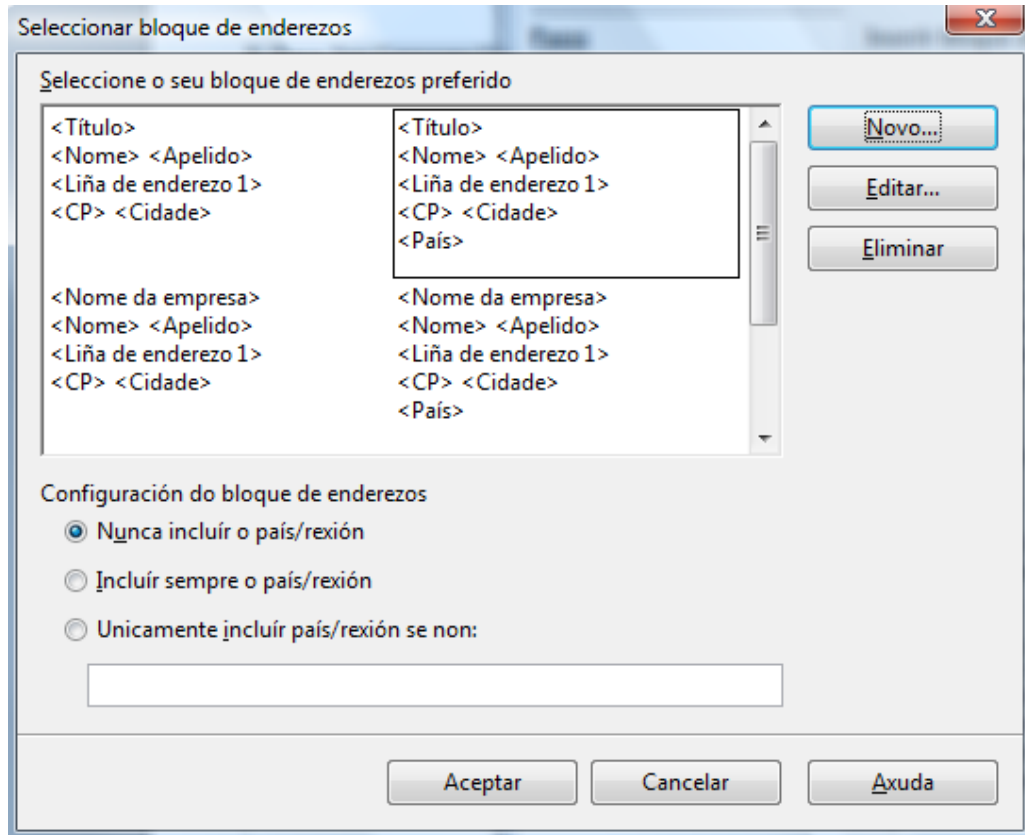 Seleccionar bloque de enderezos
Seleccione o seu bloque de enderezos preferido
<Título>
<Nome> <Apelido>
<Liña de enderezo 1>
<CP> <Cidade>
<Título>
<Nome> <Apelido>
<Liña de enderezo 1>
<CP> <Cidade>
<País>
<Nome da empresa>
<Nome> <Apelido>
<Liña de enderezo 1>
<CP> <Cidade>
<Nome da empresa>
<Nome> <Apelido>
<Liña de enderezo 1>
<CP> <Cidade>
<País>
Novo...
Editar...
Eliminar
Configuración do bloque de enderezos
Nunca incluír o país/rexión
Incluír sempre o país/rexión
Unicamente incluír país/rexión se non:
Aceptar
Cancelar
Axuda